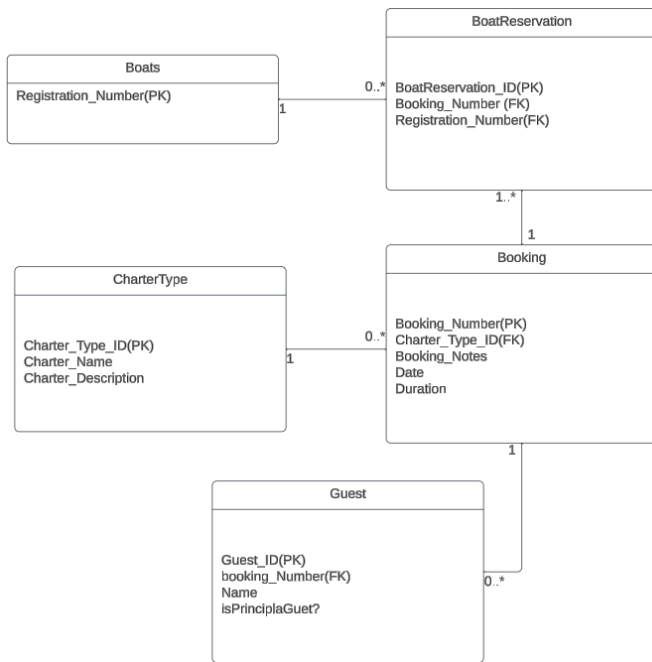 BoatReservation
BoatReservation_ID(PK)
Booking_Number (FK)
Registration_Number(FK)
Boats
Registration_Number(PK)
0..*
1
1..*
1
Booking
Booking_Number(PK)
Charter_Type_ID(FK)
Booking_Notes
Date
Duration
CharterType
Charter_Type_ID(PK)
Charter_Name
Charter_Description
0..*
1
1
Guest
Guest_ID(PK)
booking_Number(FK)
Name
isPrinciplaGuet?
0..*